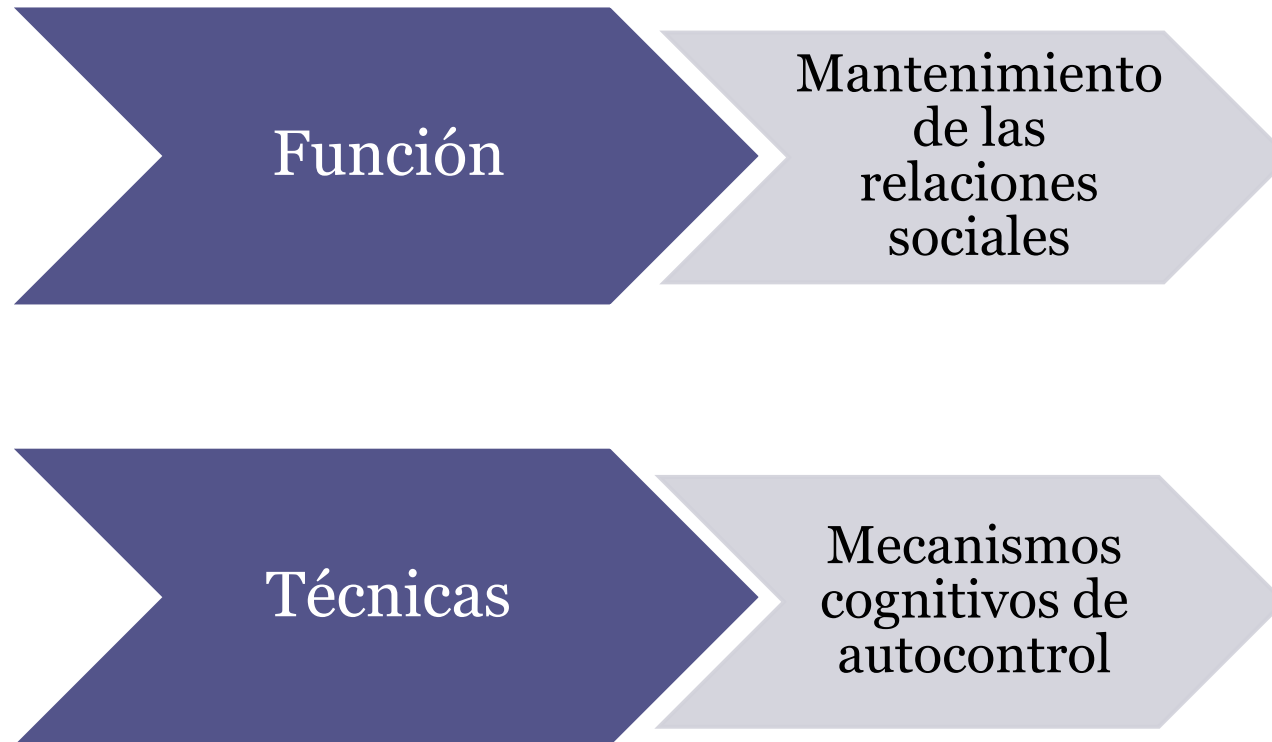 Función
Mantenimiento
de las
relaciones
sociales
Técnicas
Mecanismos
cognitivos de
autocontrol